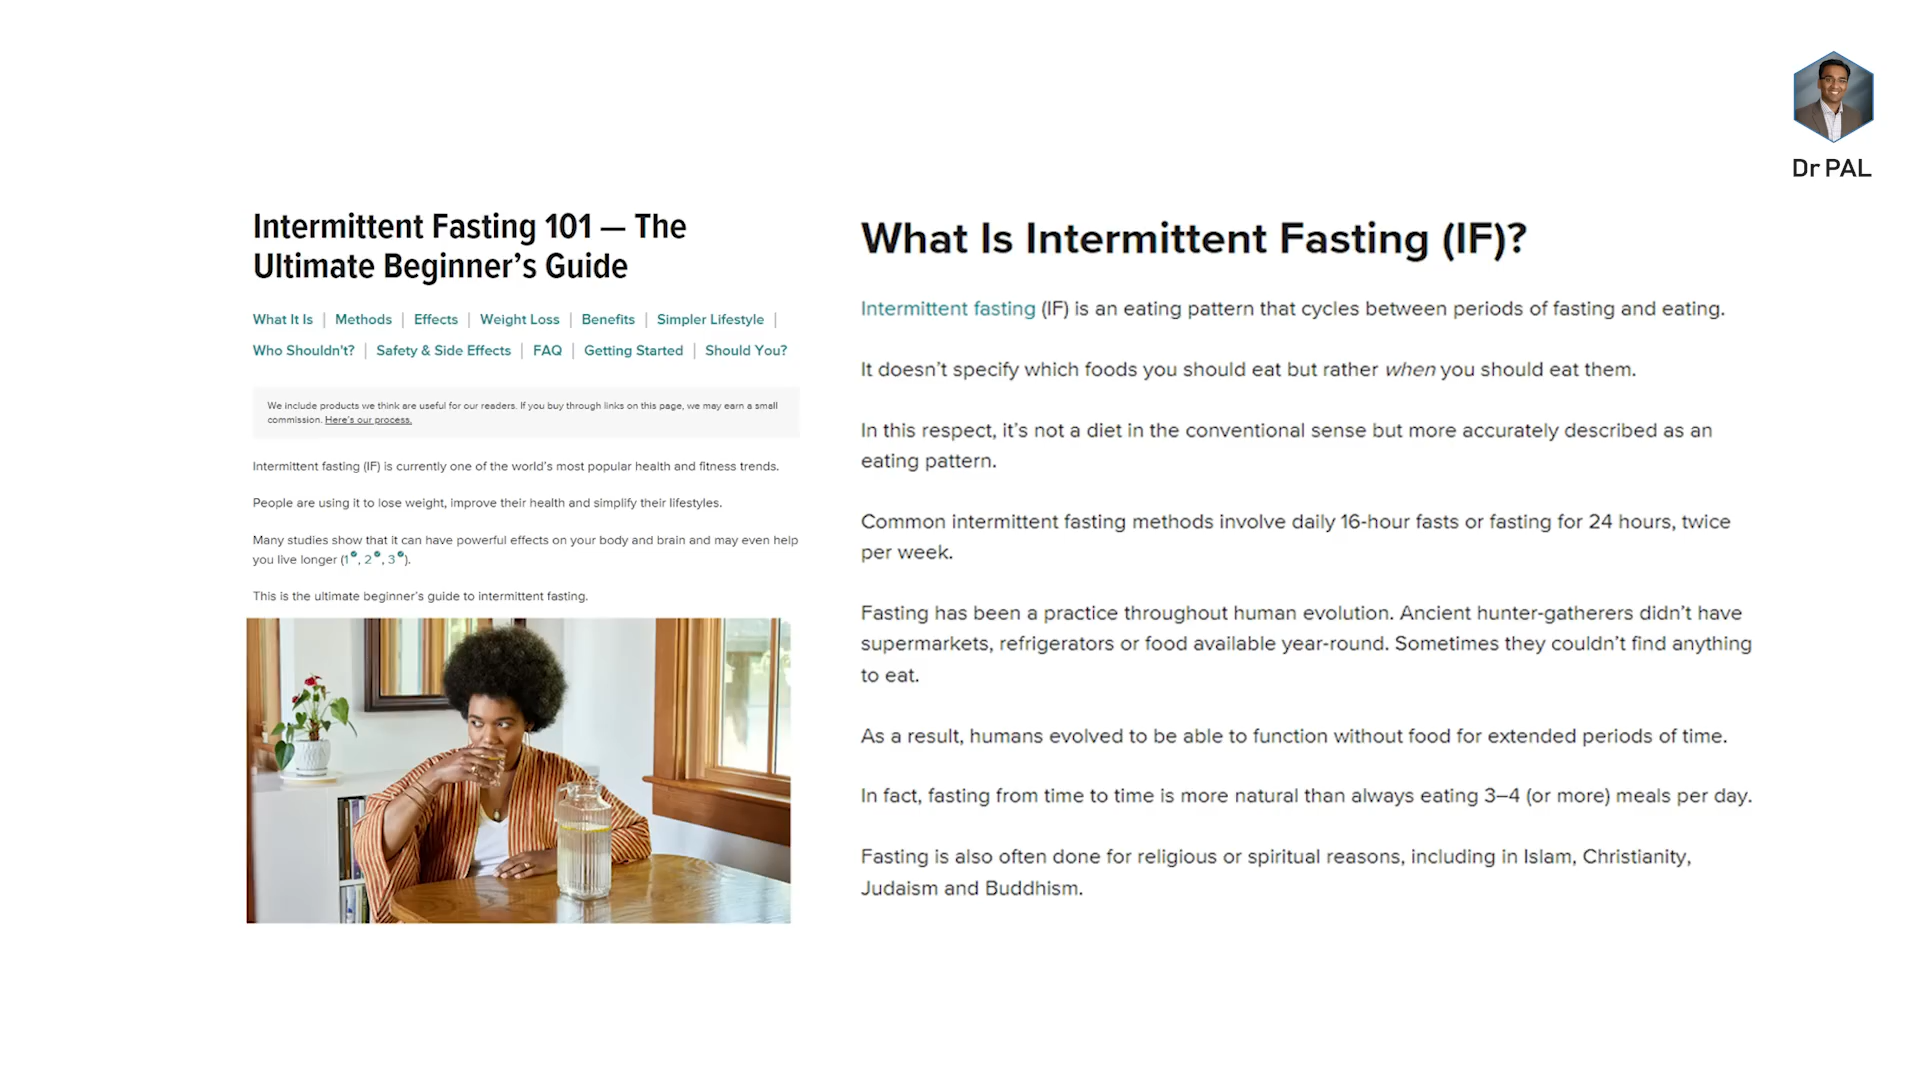 Dr PAL
Intermittent Fasting 101 — The
Ultimate Beginner’s Guide
What It Is | Methods | Effects | Weight Loss | Benefits | Simpler Lifestyle |
Who Shouldn’t? | Safety & Side Effects | FAQ | Getting Started | Should You?
We include products we think are useful for our readers. If you buy through links on this page, we may earn a small
commission. Here’s our process.
Intermittent fasting (IF) is currently one of the world’s most popular health and fitness trends.
People are using it to lose weight, improve their health and simplify their lifestyles.
Many studies show that it can have powerful effects on your body and brain and may even help
you live longer (1, 2, 3).
This is the ultimate beginner’s guide to intermittent fasting.
What Is Intermittent Fasting (IF)?
Intermittent fasting (IF) is an eating pattern that cycles between periods of fasting and eating.
It doesn’t specify which foods you should eat but rather when you should eat them.
In this respect, it’s not a diet in the conventional sense but more accurately described as an
eating pattern.
Common intermittent fasting methods involve daily 16-hour fasts or fasting for 24 hours, twice
per week.
Fasting has been a practice throughout human evolution. Ancient hunter-gatherers didn’t have
supermarkets, refrigerators or food available year-round. Sometimes they couldn’t find anything
to eat.
As a result, humans evolved to be able to function without food for extended periods of time.
In fact, fasting from time to time is more natural than always eating 3–4 (or more) meals per day.
Fasting is also often done for religious or spiritual reasons, including in Islam, Christianity,
Judaism and Buddhism.